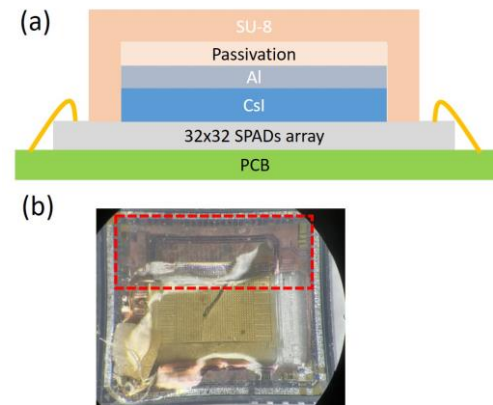 (a)
SU-8
Passivation
Al
CsI
32x32 SPADs array
PCB
(b)